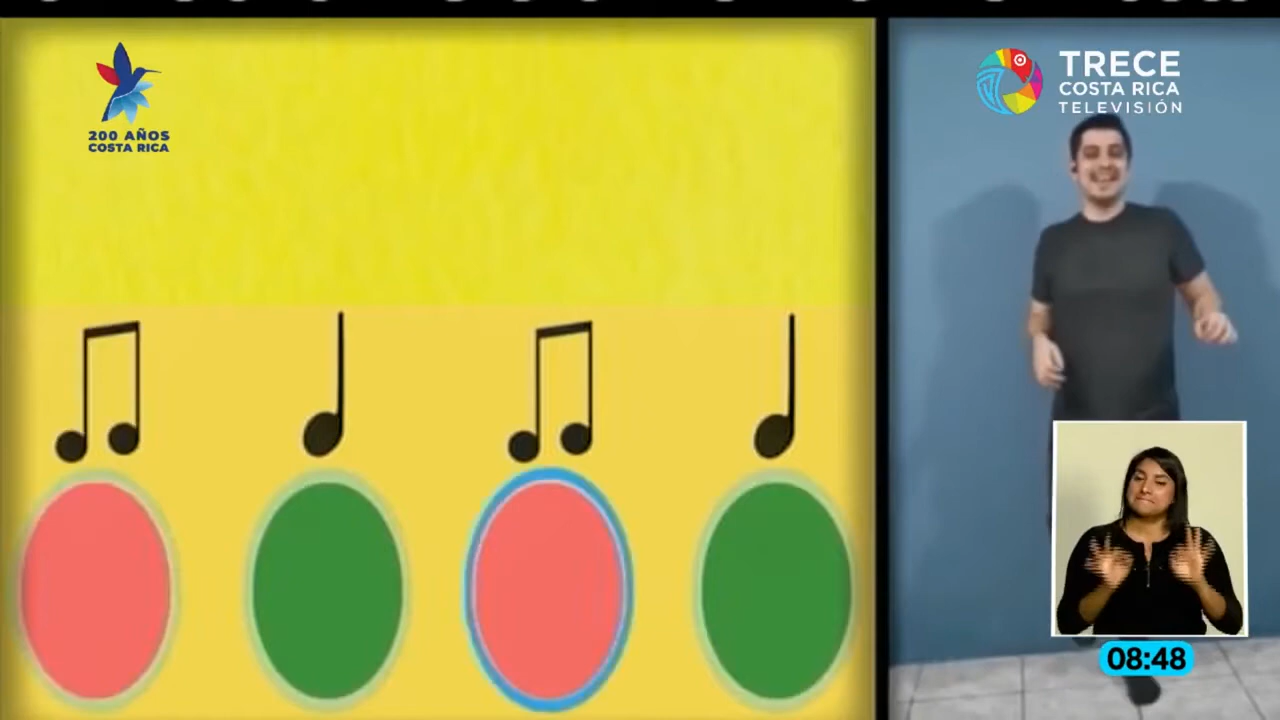 200 AÑOS
COSTA RICA
TRECE
COSTA RICA
TELEVISIÓN
08:48